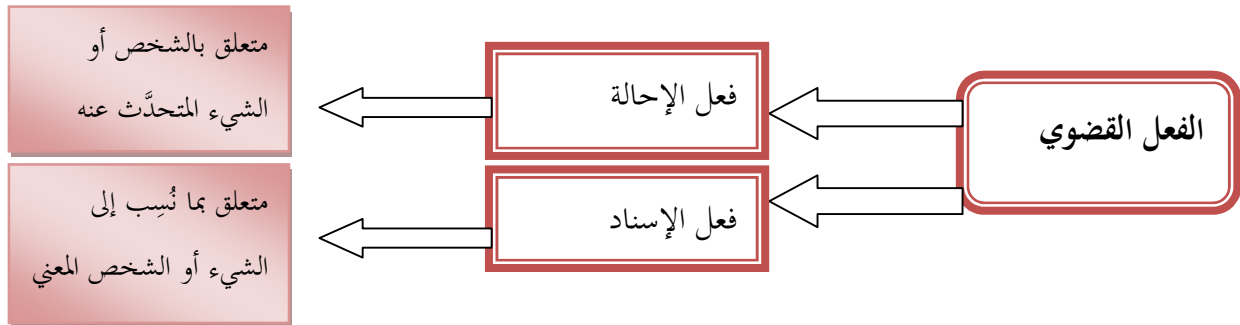 الفعل القضوي
فعل الإحالة
متعلق بالشخص أو
الشيء المتحدَّث عنه
فعل الإسناد
متعلق بما نُسِب إلى
الشيء أو الشخص المعني